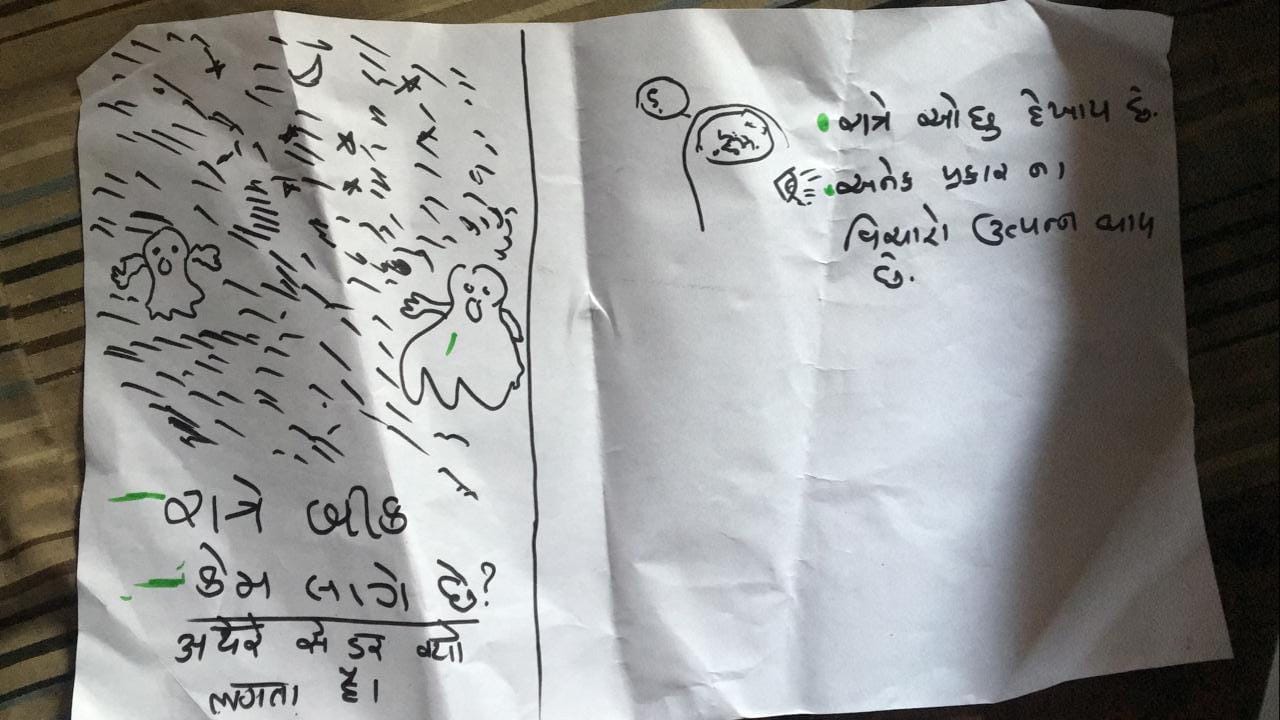 રાત્રે બીક
કેમ લાગે છે?
अंधेरे से डर क्यों
लगता है।
રાત્રે ઓછુ દેખાય છે.
અનેક પ્રકાર ના
વિચારો ઉત્પન્ન થાય
છે.